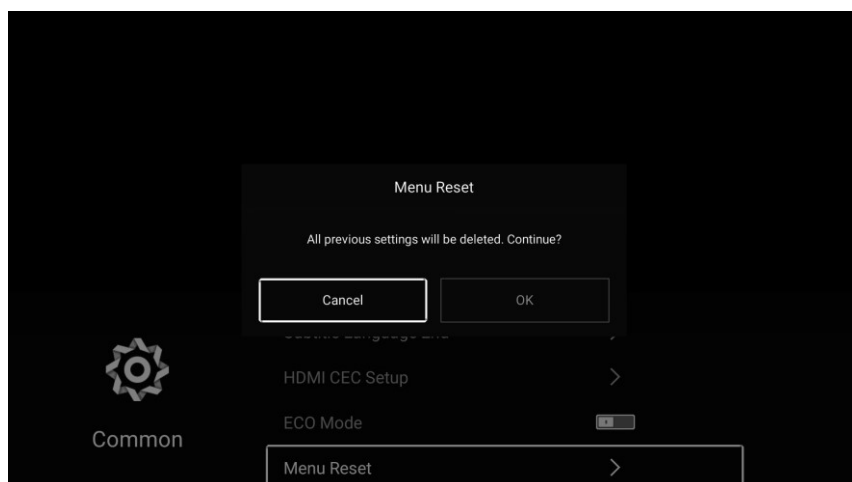 Menu Reset
All previous settings will be deleted. Continue?
Cancel
OK
HDMI CEC Setup
ECO Mode
Common
Menu Reset